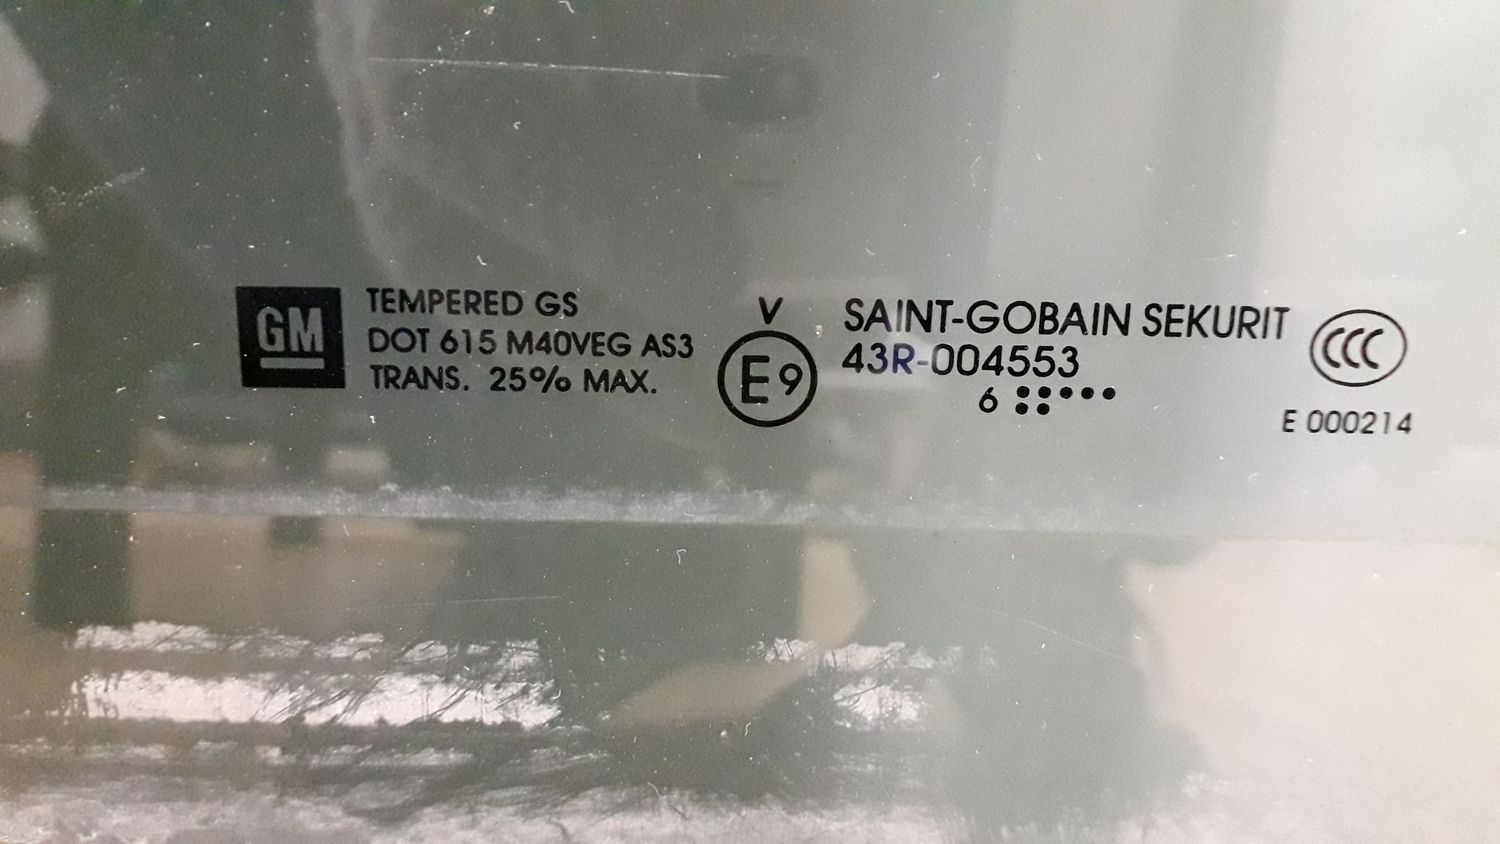 GM
TEMPERED GS
DOT 615 M40VEG AS3
TRANS. 25% MAX.
V
E9
SAINT-GOBAIN SEKURIT
43R-004553
6
CCC
E 000214